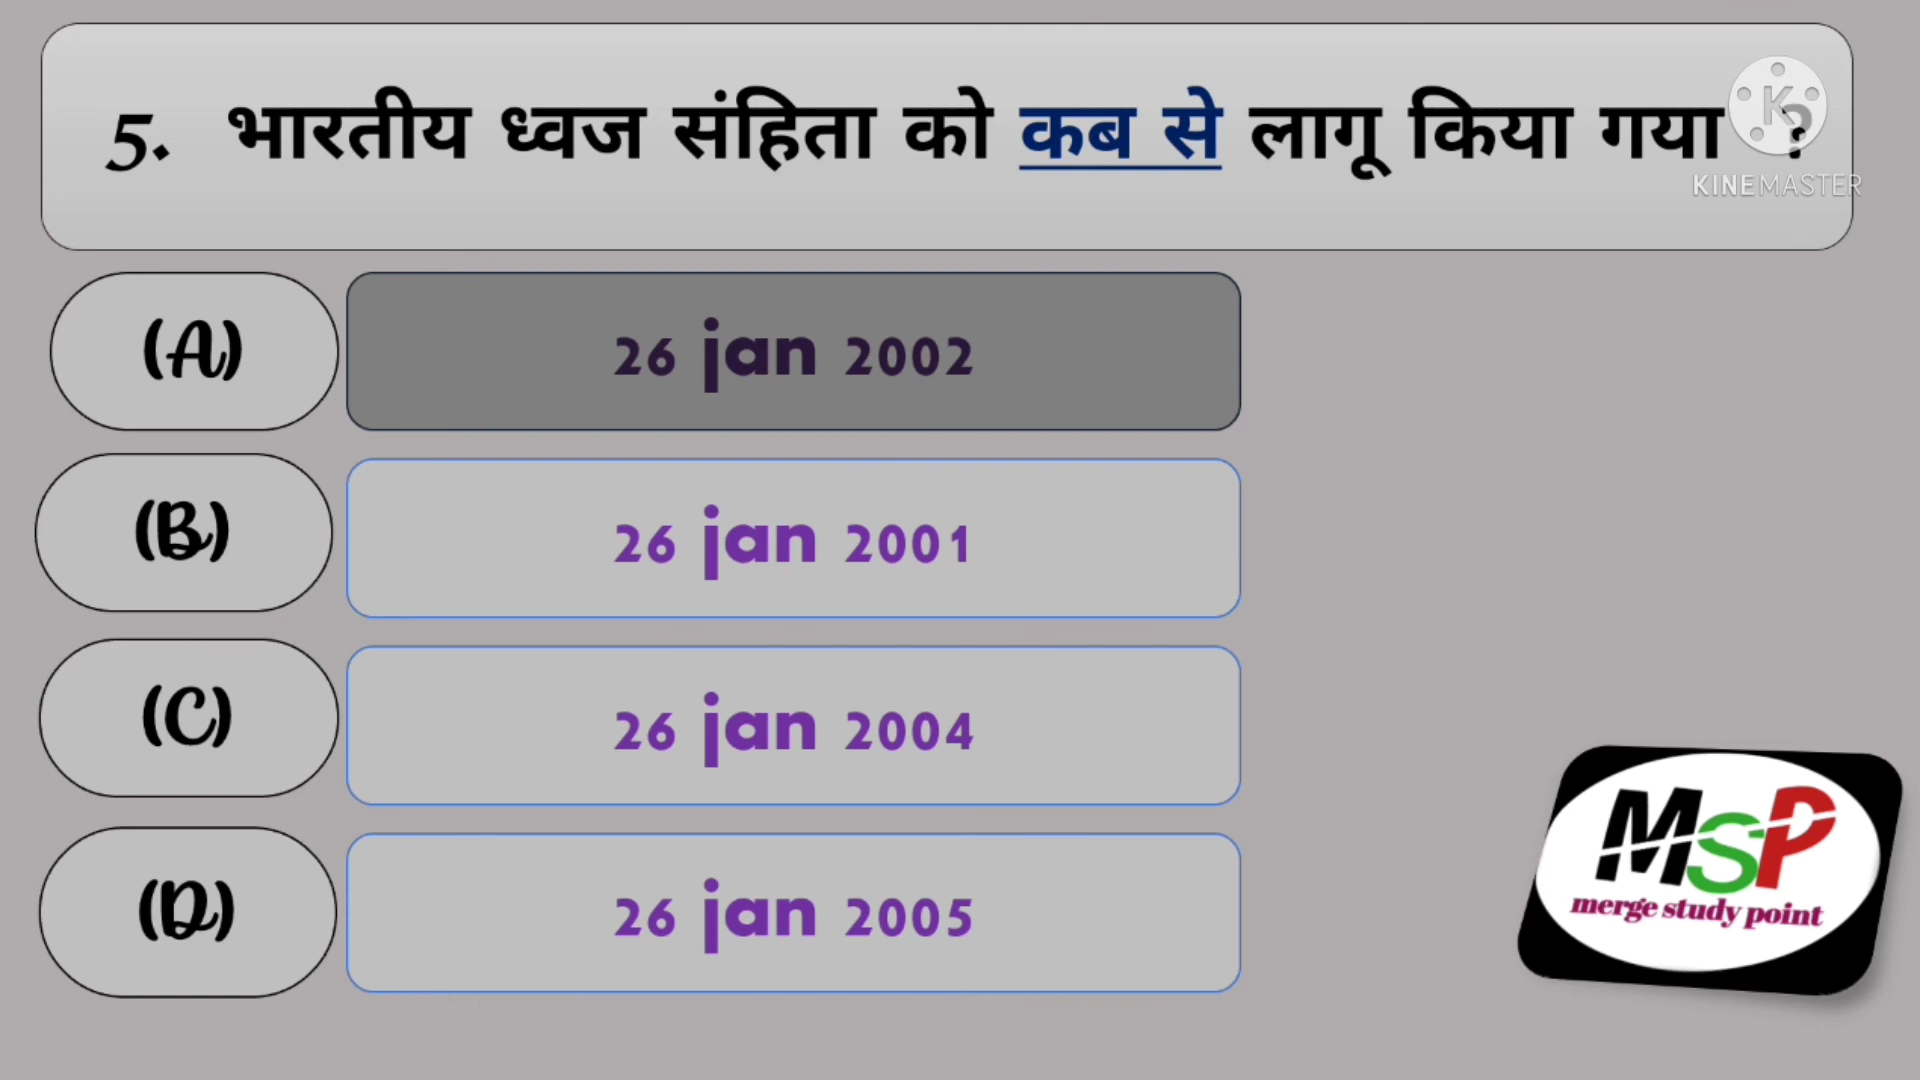 5. भारतीय ध्वज संहिता को कब से लागू किया गया ?
KINEMASTER
(A) 26 jan 2002
(B) 26 jan 2001
(C) 26 jan 2004
(D) 26 jan 2005
MSP
merge study point